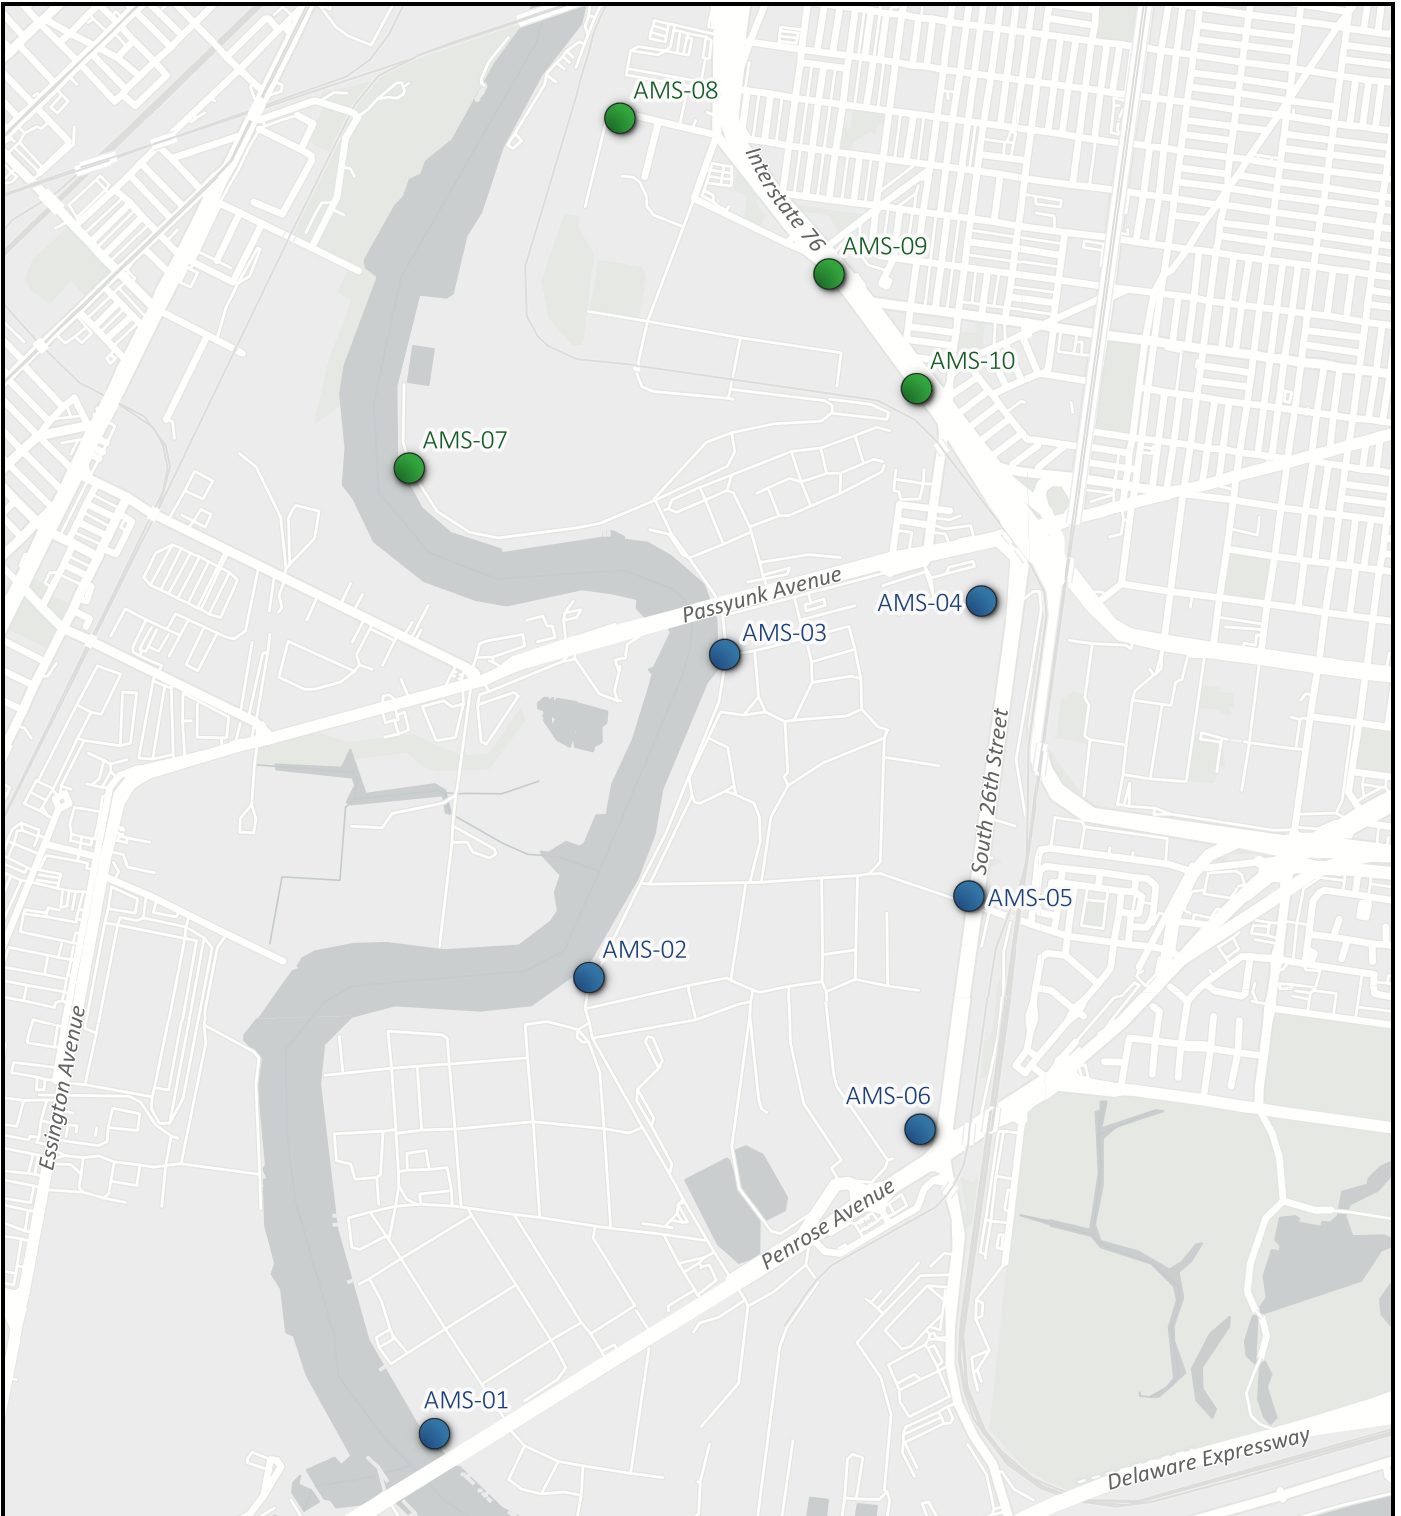 AMS-08
Interstate 76
AMS-09
AMS-10
AMS-07
Passyunk Avenue
AMS-04
AMS-03
South 26th Street
AMS-05
AMS-02
Essington Avenue
AMS-06
Penrose Avenue
AMS-01
Delaware Expressway